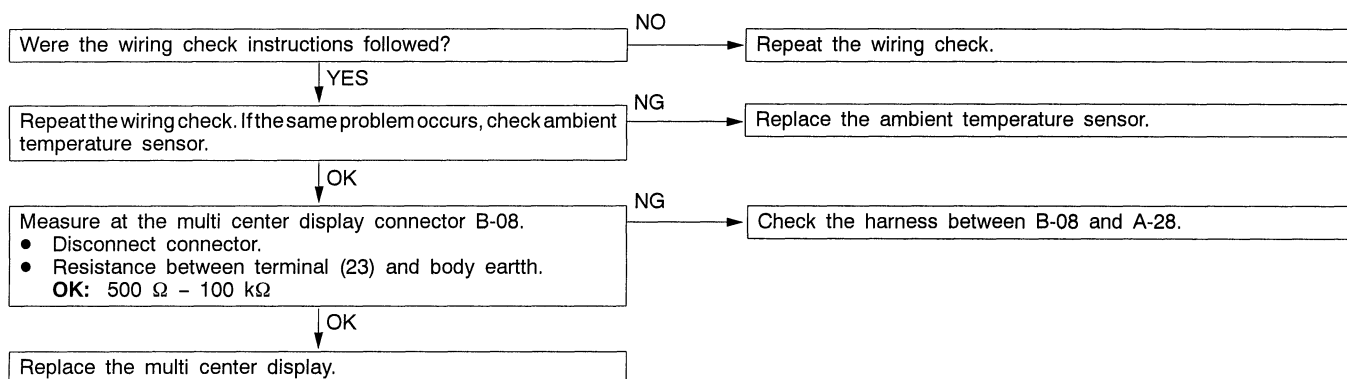 NO
Were the wiring check instructions followed?
Repeat the wiring check.
YES
NG
Repeat the wiring check. If the same problem occurs, check ambient
temperature sensor.
Replace the ambient temperature sensor.
OK
NG
Measure at the multi center display connector B-08.
● Disconnect connector.
● Resistance between terminal (23) and body eartth.
OK: 500 Ω – 100 kΩ
Check the harness between B-08 and A-28.
OK
Replace the multi center display.